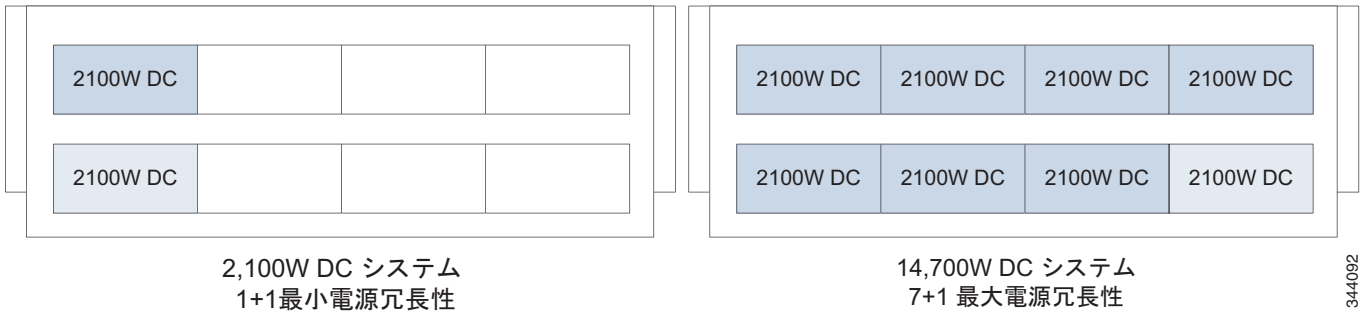 2100W DC
2100W DC
2,100W DC システム
1+1最小電源冗長性
2100W DC 2100W DC 2100W DC 2100W DC
2100W DC 2100W DC 2100W DC 2100W DC
14,700W DC システム
7+1 最大電源冗長性
344092